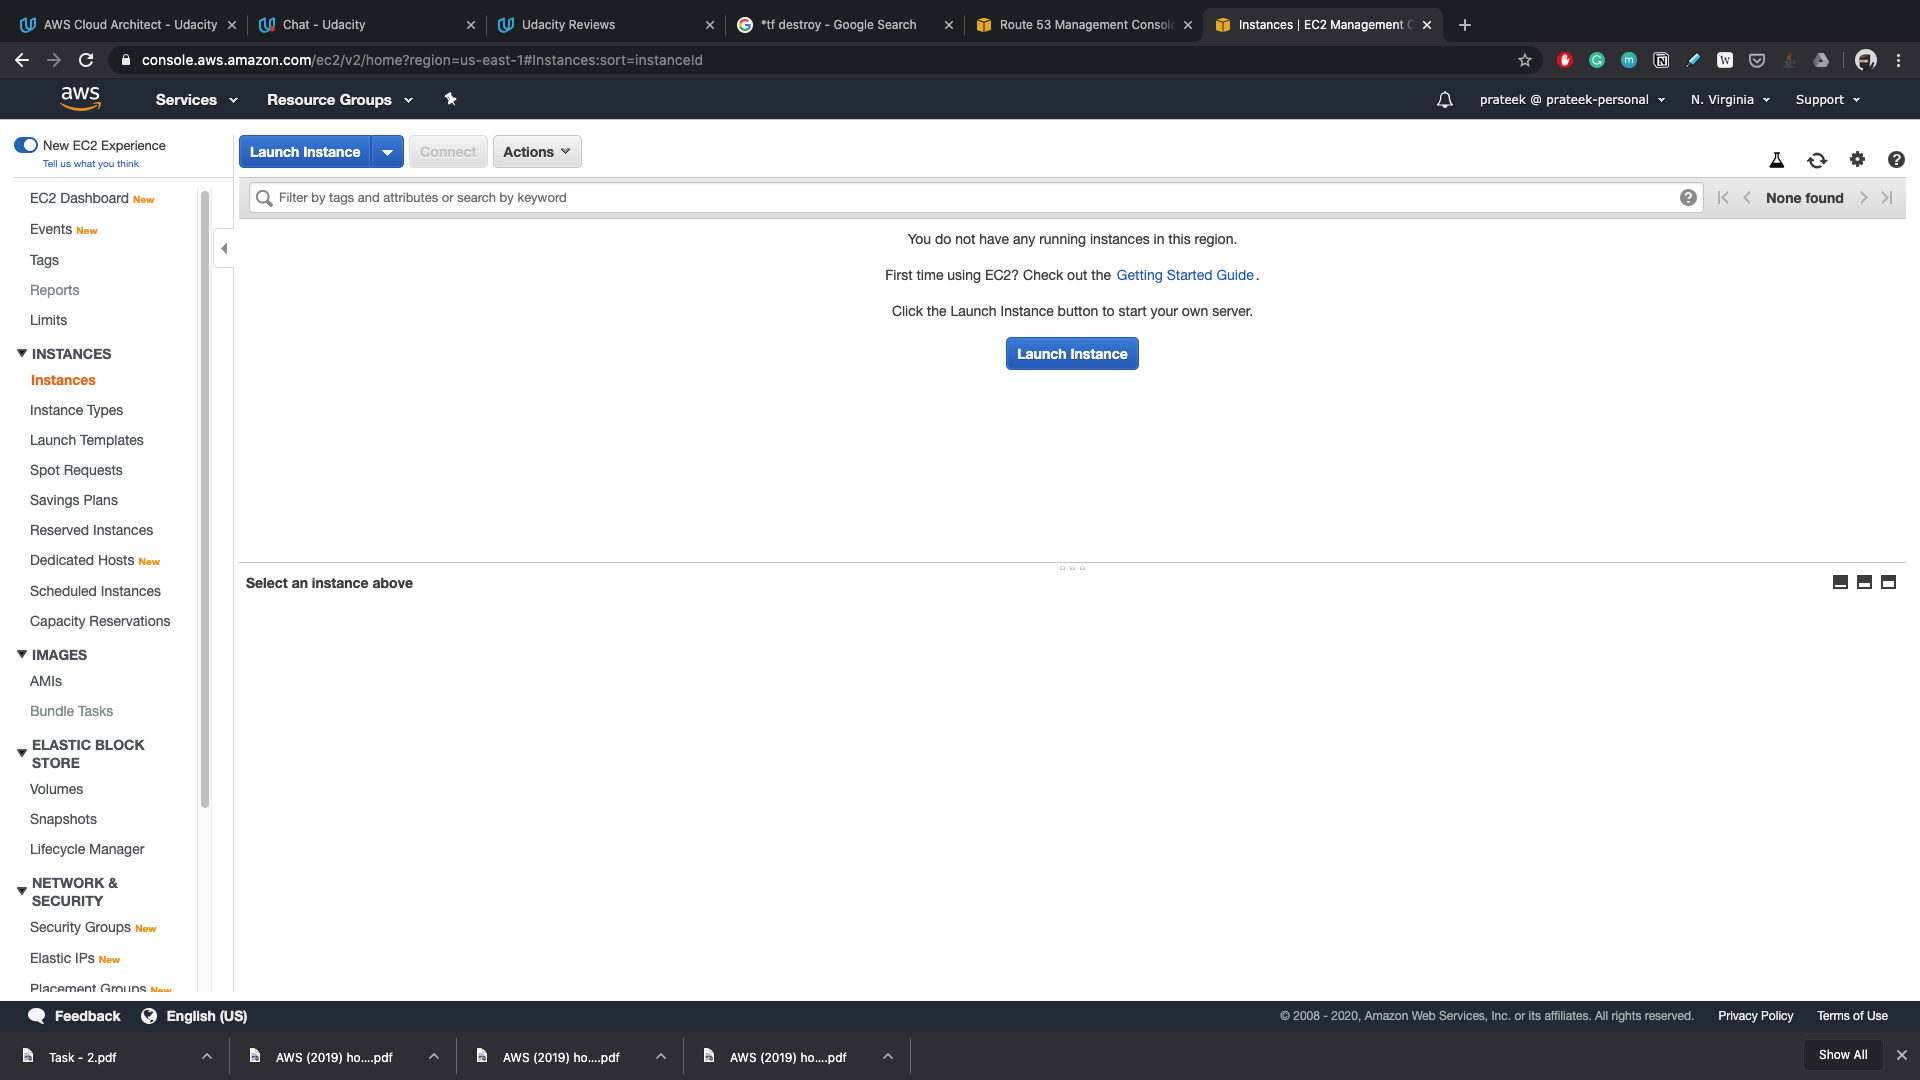 AWS Cloud Architect - Udacity
Chat - Udacity
Udacity Reviews
*tf destroy - Google Search
Route 53 Management Consol
Instances | EC2 Management C
console.aws.amazon.com/ec2/v2/home?region=us-east-1#Instances:sort=instanceId
aws
Services
Resource Groups
prateek @ prateek-personal
N. Virginia
Support
New EC2 Experience
Tell us what you think
Launch Instance
Connect
Actions
Filter by tags and attributes or search by keyword
None found
EC2 Dashboard New
Events New
Tags
Reports
Limits
INSTANCES
Instances
Instance Types
Launch Templates
Spot Requests
Savings Plans
Reserved Instances
Dedicated Hosts New
Scheduled Instances
Capacity Reservations
IMAGES
AMIs
Bundle Tasks
ELASTIC BLOCK
STORE
Volumes
Snapshots
Lifecycle Manager
NETWORK &
SECURITY
Security Groups New
Elastic IPs New
Placement Groups New
You do not have any running instances in this region.
First time using EC2? Check out the Getting Started Guide.
Click the Launch Instance button to start your own server.
Launch Instance
Select an instance above
Feedback
English (US)
© 2008 - 2020, Amazon Web Services, Inc. or its affiliates. All rights reserved.
Privacy Policy
Terms of Use
Task - 2.pdf
AWS (2019) ho....pdf
AWS (2019) ho....pdf
AWS (2019) ho....pdf
Show All